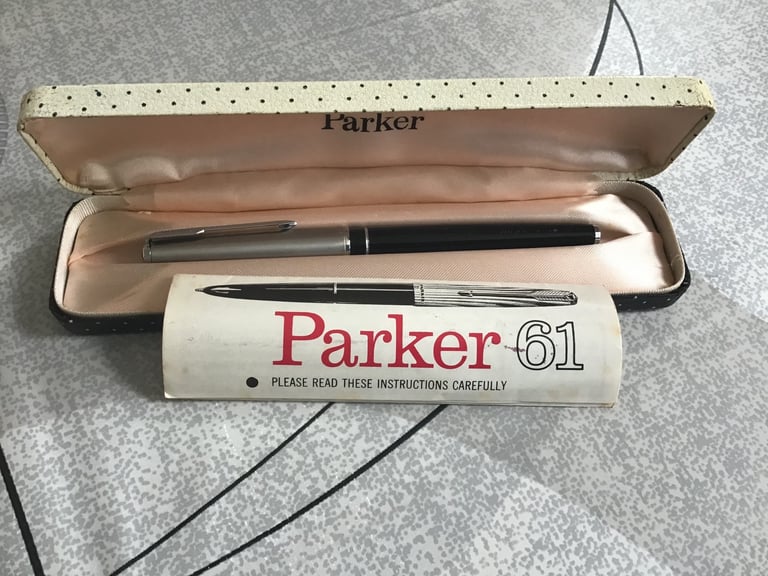 Parker
Parker 61
● PLEASE READ THESE INSTRUCTIONS CAREFULLY